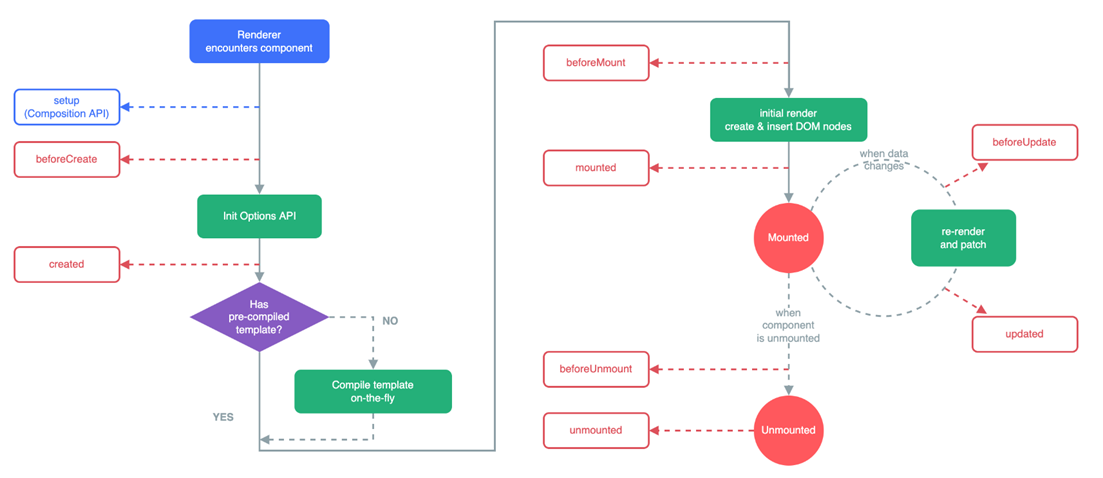 Renderer
encounters component
setup
(Composition API)
beforeCreate
Init Options API
created
Has
pre-compiled
template?
NO
Compile template
on-the-fly
YES
beforeMount
initial render
create & insert DOM nodes
mounted
Mounted
when data
changes
beforeUpdate
re-render
and patch
updated
when
component
is unmounted
beforeUnmount
Unmounted
unmounted